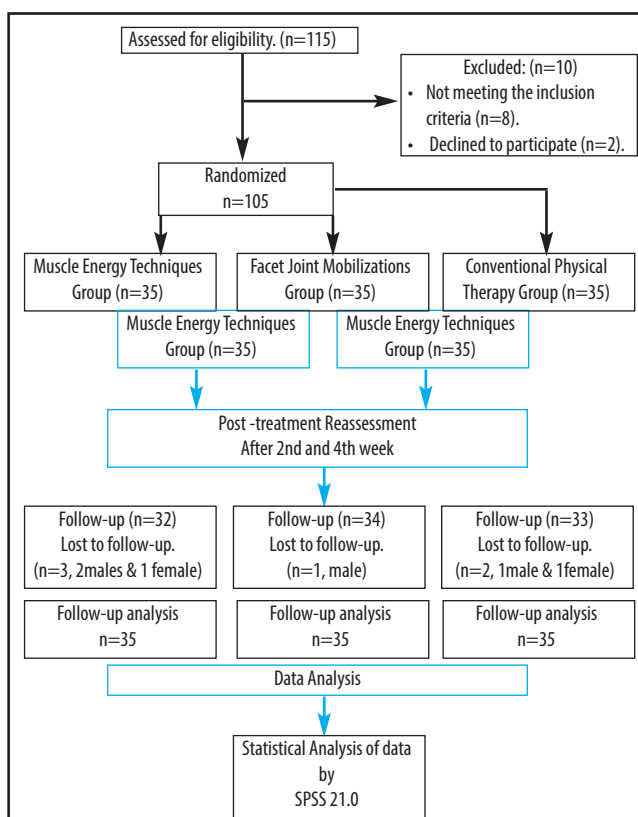 Assessed for eligibility. (n=115)
Excluded: (n=10)
• Not meeting the inclusion
criteria (n=8).
• Declined to participate (n=2).
Randomized
n=105
Muscle Energy Techniques
Group (n=35)
Facet Joint Mobilizations
Group (n=35)
Conventional Physical
Therapy Group (n=35)
Muscle Energy Techniques
Group (n=35)
Muscle Energy Techniques
Group (n=35)
Post -treatment Reassessment
After 2nd and 4th week
Follow-up (n=32)
Lost to follow-up.
(n=3, 2males & 1 female)
Follow-up (n=34)
Lost to follow-up.
(n=1, male)
Follow-up (n=33)
Lost to follow-up.
(n=2, 1male & 1female)
Follow-up analysis
n=35
Follow-up analysis
n=35
Follow-up analysis
n=35
Data Analysis
Statistical Analysis of data
by
SPSS 21.0